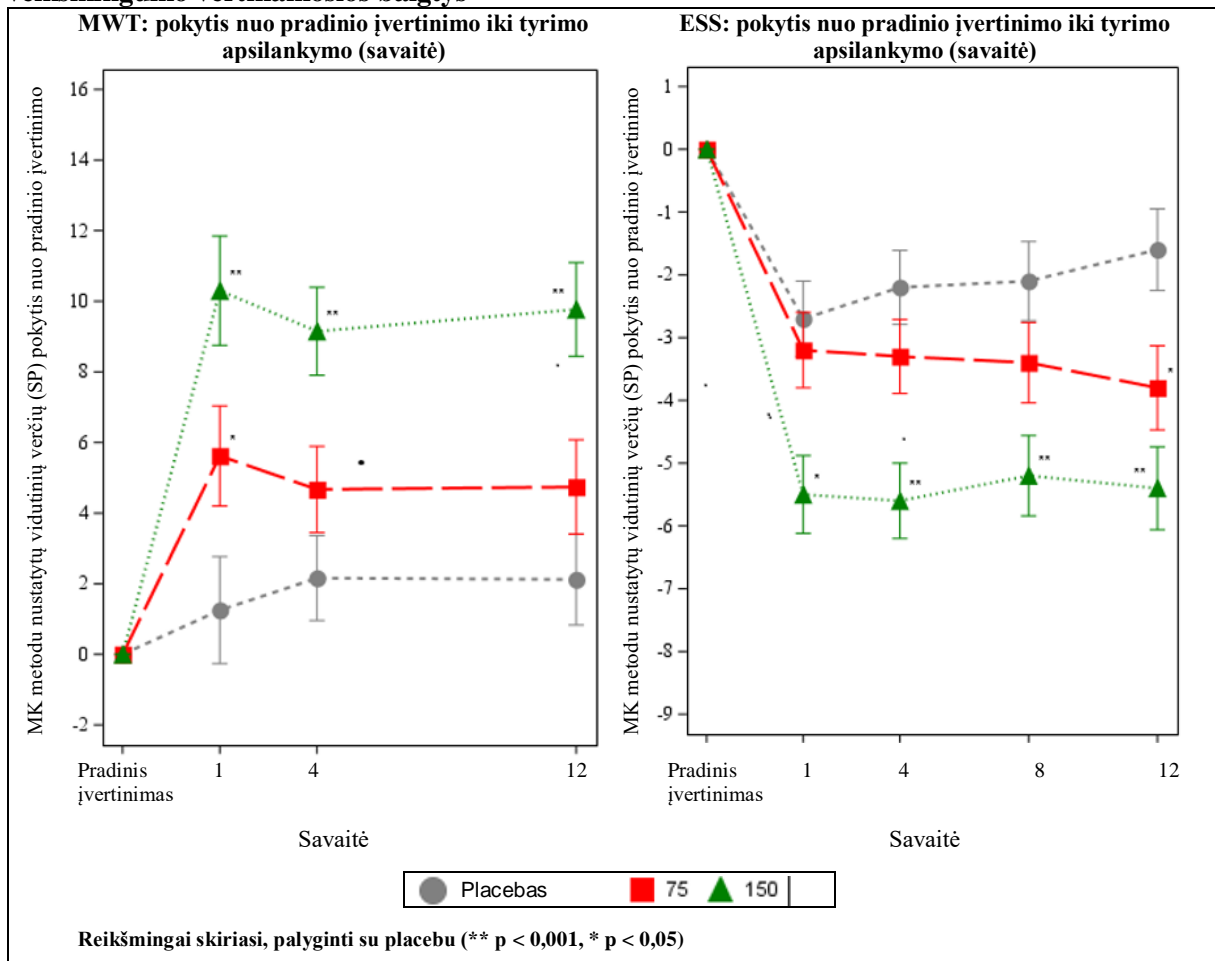 veiksmingumo vertinamosios baigtys
MWT: pokytis nuo pradinio įvertinimo iki tyrimo
apsilankymo (savaitė)
MK metodu nustatytų vidutinių verčių (SP) pokytis nuo pradinio įvertinimo
16
14
12
10
8
6
4
2
0
-2
**
**
**
*
Pradinis
įvertinimas
1
4
12
Savaitė
ESS: pokytis nuo pradinio įvertinimo iki tyrimo
apsilankymo (savaitė)
MK metodu nustatytų vidutinių verčių (SP) pokytis nuo pradinio įvertinimo
1
0
-1
-2
-3
-4
-5
-6
-7
-8
-9
*
*
**
**
**
Pradinis
įvertinimas
1
4
8
12
Savaitė
Placebas 75 150
Reikšmingai skiriasi, palyginti su placebu (** p < 0,001, * p < 0,05)